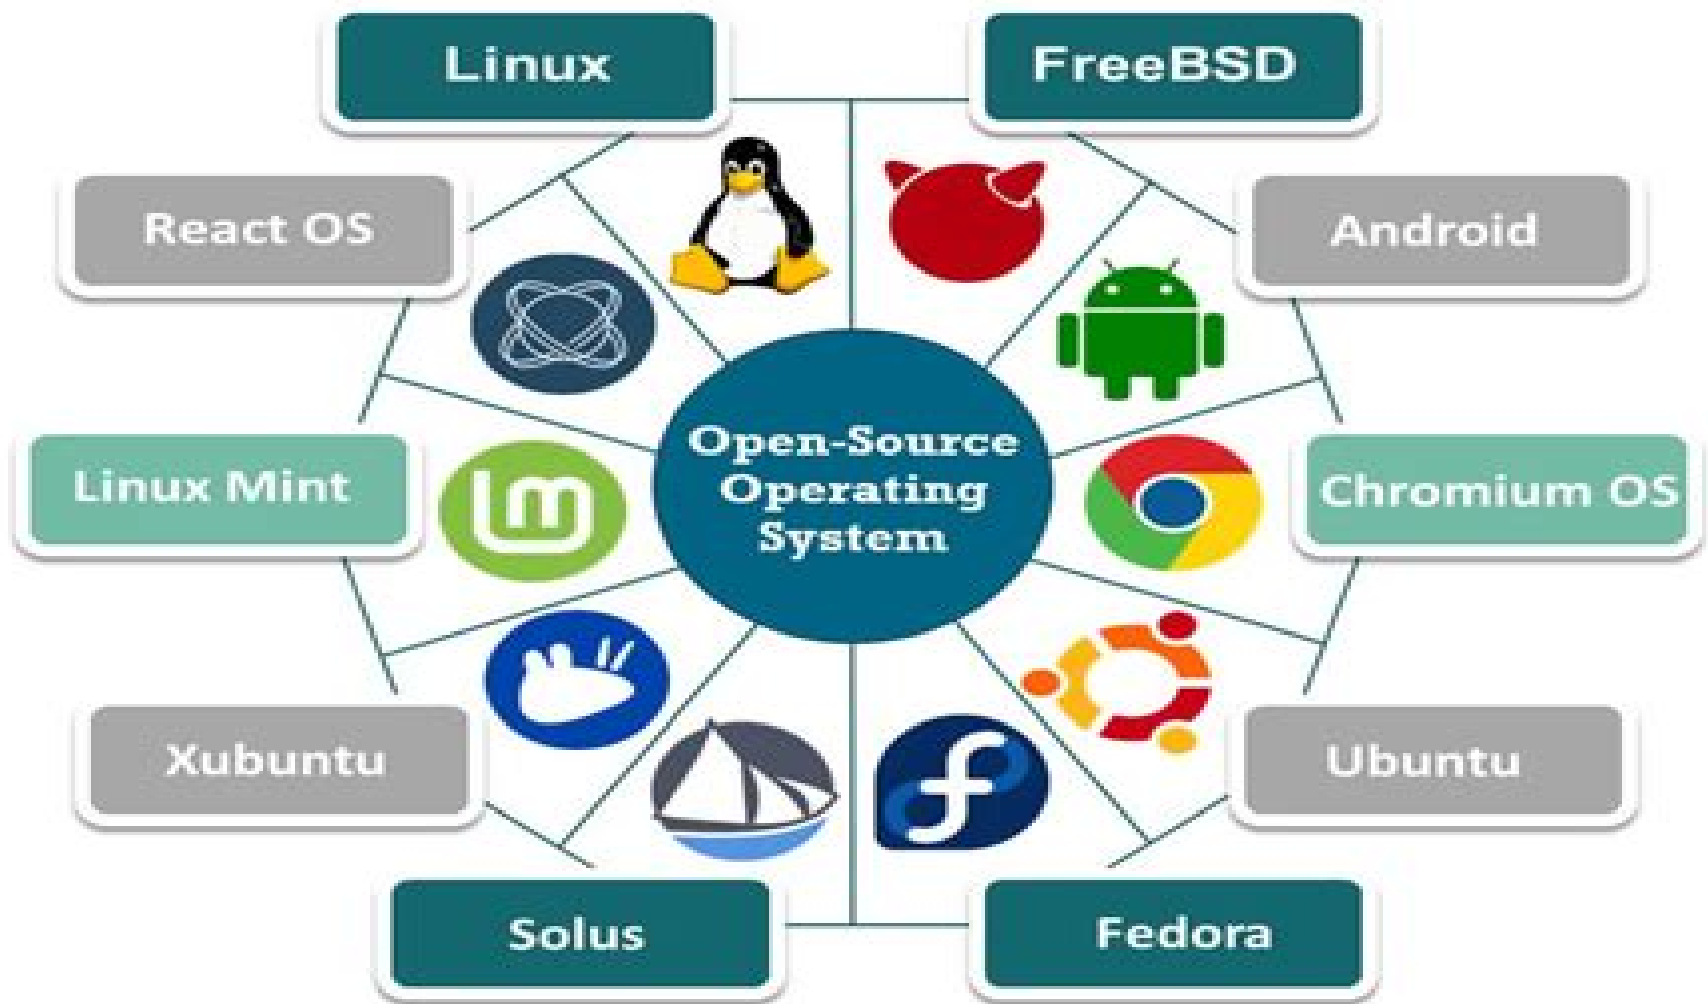 Linux
FreeBSD
React OS
Android
Open-Source
Operating
System
Linux Mint
Chromium OS
Xubuntu
Ubuntu
Solus
Fedora